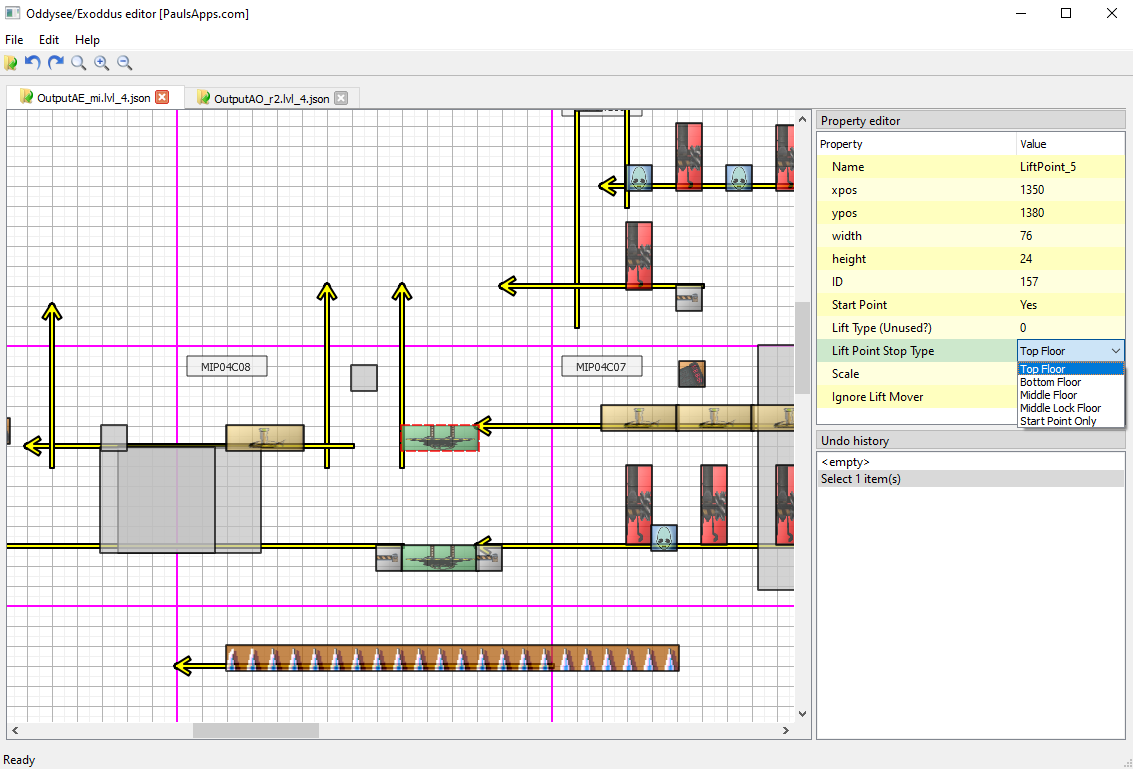 Oddysee/Exoddus editor [PaulsApps.com]
File Edit Help
OutputAE_mi.lvl_4.json OutputAO_r2.lvl_4.json
MIP04C08
MIP04C07
Property editor
Property Value
Name LiftPoint_5
xpos 1350
ypos 1380
width 76
height 24
ID 157
Start Point Yes
Lift Type (Unused?) 0
Lift Point Stop Type Top Floor
Scale Top Floor
Bottom Floor
Ignore Lift Mover Middle Floor
Middle Lock Floor
Start Point Only
Undo history
<empty>
Select 1 item(s)
Ready